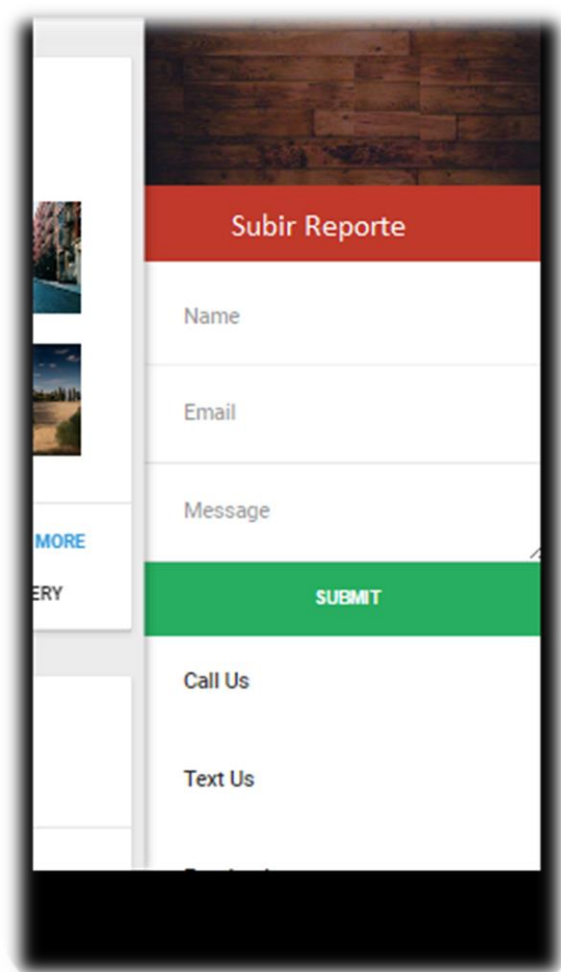 Subir Reporte
Name
Email
Message
MORE
ERY
SUBMIT
Call Us
Text Us